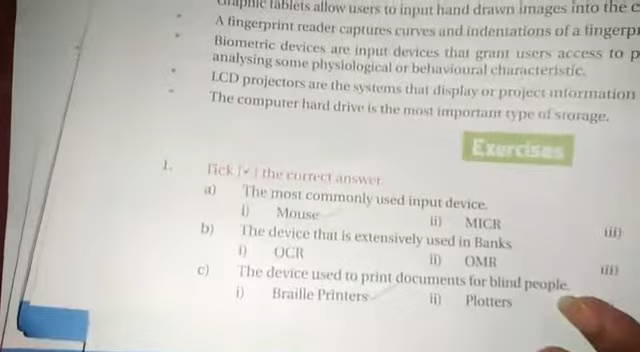 Graphic tablets allow users to input hand drawn images into the c
A fingerprint reader captures curves and indentations of a fingerpr
Biometric devices are input devices that grant users access to p
analysing some physiological or behavioural characteristic.
LCD projectors are the systems that display or project information
The computer hard drive is the most important type of storage.
Exercises
1. Tick [✓] the correct answer.
a) The most commonly used input device.
i) Mouse ii) MICR iii)
b) The device that is extensively used in Banks
i) OCR ii) OMR iii)
c) The device used to print documents for blind people.
i) Braille Printers ii) Plotters